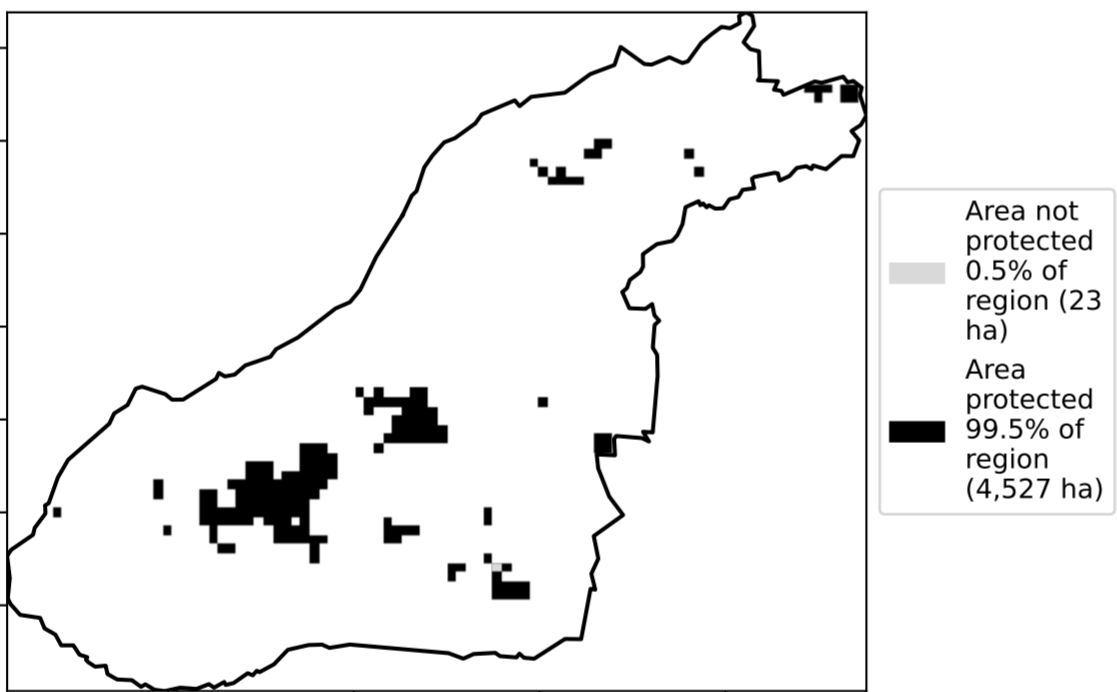 Area not
protected
0.5% of
region (23
ha)
Area
protected
99.5% of
region
(4,527 ha)